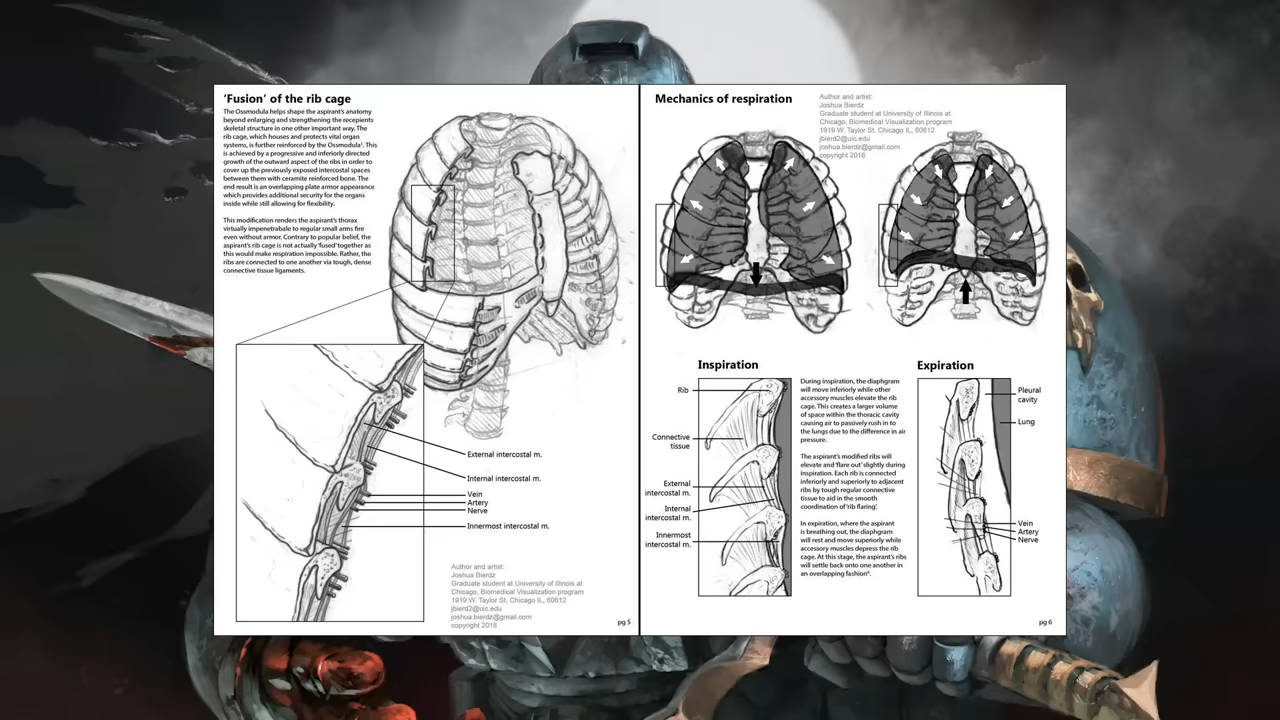 'Fusion' of the rib cage
The Ossmodula helps shape the aspirant's anatomy
beyond enlarging and strengthening the recepients
skeletal structure in one other important way. The
rib cage, which houses and protects vital organ
systems, is further reinforced by the Ossmodula¹. This
is achieved by a progressive and inferiorly directed
growth of the outward aspect of the ribs in order to
cover up the previously exposed intercostal spaces
between them with ceramite reinforced bone. The
end result is an overlapping plate armor appearance
which provides additional security for the organs
inside while still allowing for flexibility.
This modification renders the aspirant's thorax
virtually impenetrabale to regular small arms fire
even without armor. Contrary to popular belief, the
aspirant's rib cage is not actually 'fused' together as
this would make respiration impossible. Rather, the
ribs are connected to one another via tough, dense
connective tissue ligaments.
External intercostal m.
Internal intercostal m.
Vein
Artery
Nerve
Innermost intercostal m.
Author and artist:
Joshua Bierdz
Graduate student at University of Illinois at
Chicago, Biomedical Visualization program
1919 W. Taylor St, Chicago IL, 60612
jbierd2@uic.edu
joshua.bierdz@gmail.com
copyright 2018
pg 5
Mechanics of respiration
Author and artist:
Joshua Bierdz
Graduate student at University of Illinois at
Chicago, Biomedical Visualization program
1919 W. Taylor St, Chicago IL, 60612
jbierd2@uic.edu
joshua.bierdz@gmail.com
copyright 2018
Inspiration
Rib
Connective
tissue
External
intercostal m.
Internal
intercostal m.
Innermost
intercostal m.
During inspiration, the diaphgram
will move inferiorly while other
accessory muscles elevate the rib
cage. This creates a larger volume
of space within the thoracic cavity
causing air to passively rush in to
the lungs due to the difference in air
pressure.
The aspirant's modified ribs will
elevate and 'flare out' slightly during
inspiration. Each rib is connected
inferiorly and superiorly to adjacent
ribs by tough regular connective
tissue to aid in the smooth
coordination of 'rib flaring'.
In expiration, where the aspirant
is breathing out, the diaphgram
will rest and move superiorly while
accessory muscles depress the rib
cage. At this stage, the aspirant's ribs
will settle back onto one another in
an overlapping fashion⁶.
Expiration
Pleural
cavity
Lung
Vein
Artery
Nerve
pg 6